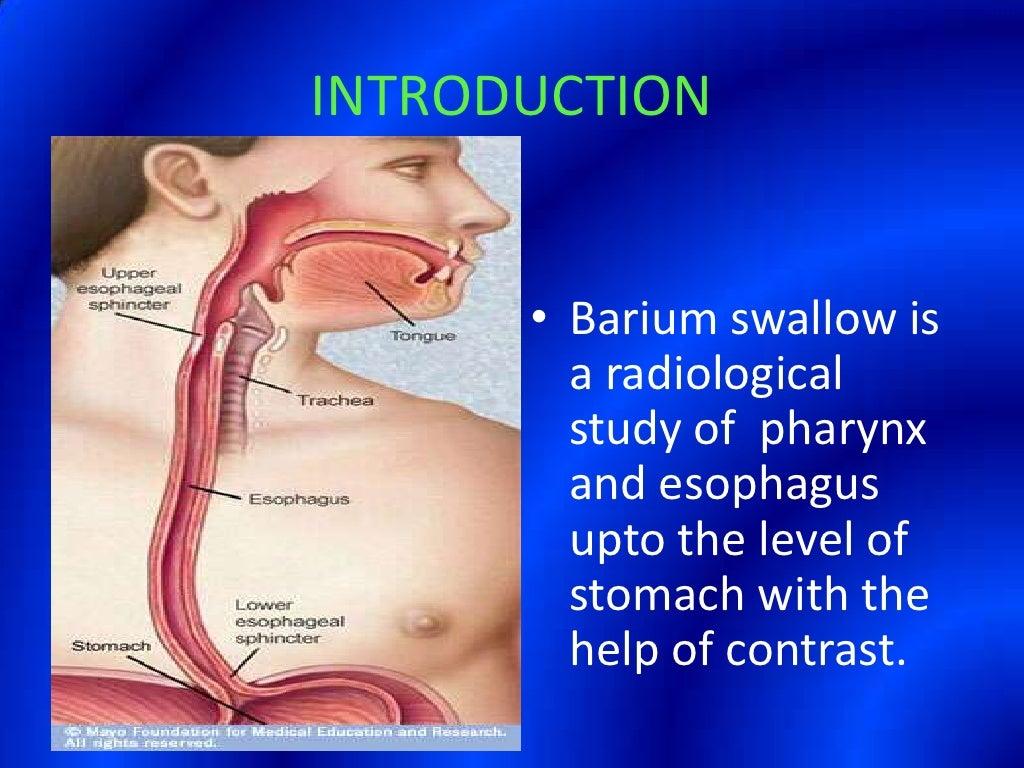 INTRODUCTION
Upper
esophageal
sphincter
Tongue
Trachea
Esophagus
Lower
esophageal
sphincter
Stomach
© Mayo Foundation for Medical Education and Research.
All rights reserved.
• Barium swallow is
a radiological
study of pharynx
and esophagus
upto the level of
stomach with the
help of contrast.